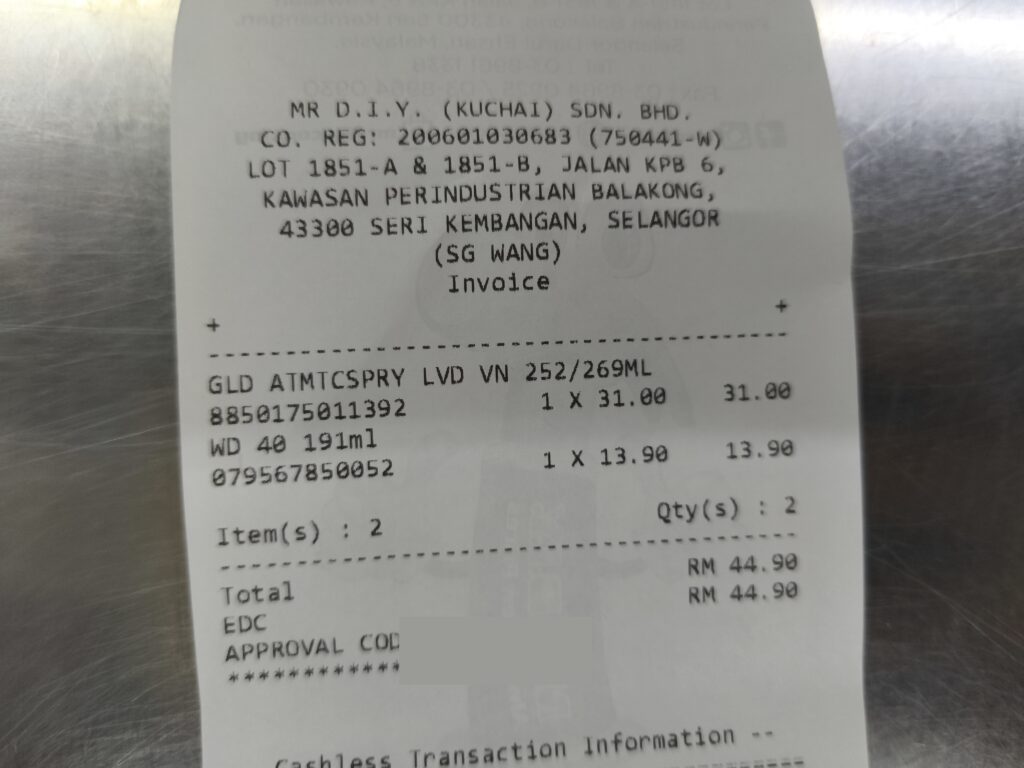 MR D.I.Y. (KUCHAI) SDN. BHD.
CO. REG: 200601030683 (750441-W)
LOT 1851-A & 1851-B, JALAN KPB 6,
KAWASAN PERINDUSTRIAN BALAKONG,
43300 SERI KEMBANGAN, SELANGOR
(SG WANG)
Invoice
+ +
--------------------------------------------
GLD ATMTCSPRY LVD VN 252/269ML
8850175011392 1 X 31.00 31.00
WD 40 191ml
079567850052 1 X 13.90 13.90
Item(s) : 2 Qty(s) : 2
--------------------------------------------
Total RM 44.90
EDC RM 44.90
APPROVAL COD
************
Cashless Transaction Information --